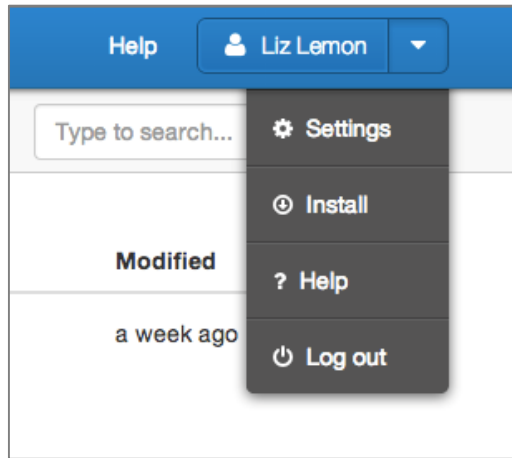 Help
Liz Lemon
Type to search...
Settings
Install
Modified
? Help
a week ago
Log out